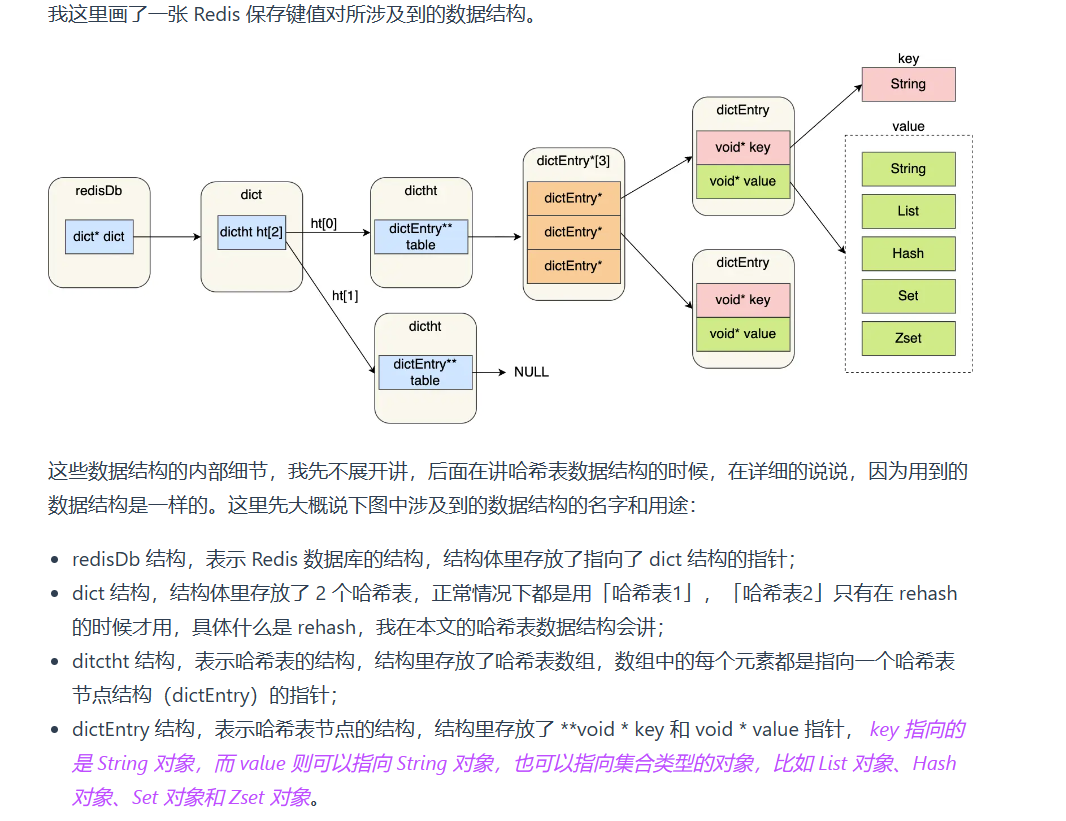 我这里画了一张 Redis 保存键值对所涉及到的数据结构。
key
String
value
String
List
Hash
Set
Zset
redisDb
dict* dict
dict
dictht ht[2]
ht[0]
ht[1]
dictht
dictEntry**
table
dictht
dictEntry**
table
NULL
dictEntry*[3]
dictEntry*
dictEntry*
dictEntry*
dictEntry
void* key
void* value
dictEntry
void* key
void* value
这些数据结构的内部细节，我先不展开讲，后面在讲哈希表数据结构的时候，在详细的说说，因为用到的
数据结构是一样的。这里先大概说下图中涉及到的数据结构的名字和用途：
• redisDb 结构，表示 Redis 数据库的结构，结构体里存放了指向了 dict 结构的指针；
• dict 结构，结构体里存放了 2 个哈希表，正常情况下都是用「哈希表1」，「哈希表2」只有在 rehash
的时候才用，具体什么是 rehash，我在本文的哈希表数据结构会讲；
• ditctht 结构，表示哈希表的结构，结构里存放了哈希表数组，数组中的每个元素都是指向一个哈希表
节点结构（dictEntry）的指针；
• dictEntry 结构，表示哈希表节点的结构，结构里存放了 **void * key 和 void * value 指针， key 指向的
是 String 对象，而 value 则可以指向 String 对象，也可以指向集合类型的对象，比如 List 对象、Hash
对象、Set 对象和 Zset 对象。